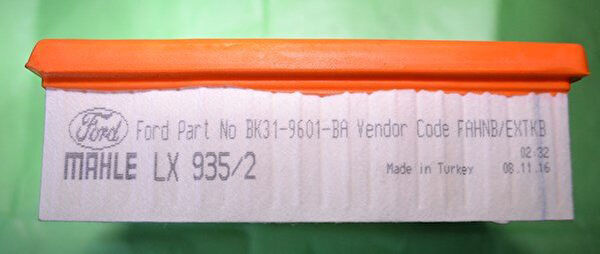 Ford Ford Part No BK31-9601-BA Vendor Code FAHNB/EXTKB
02:32
MAHLE LX 935/2 Made in Turkey 08.11.16